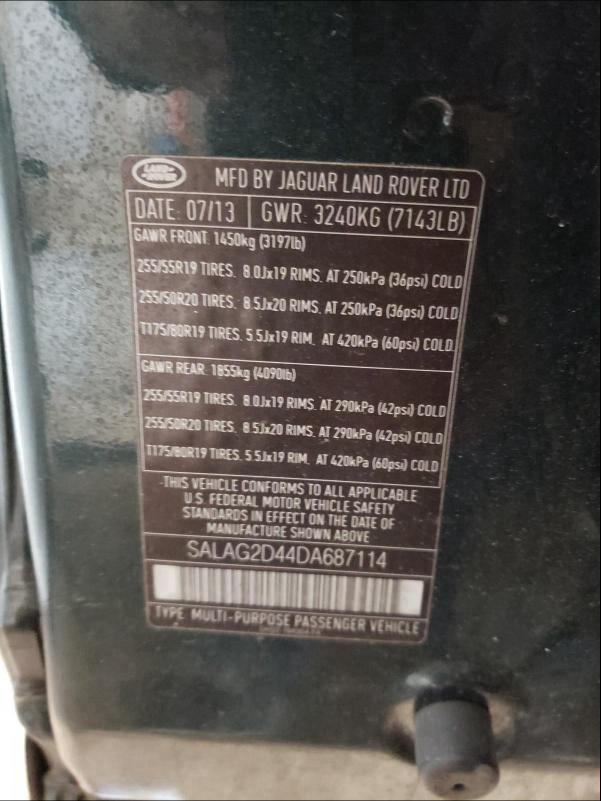 LAND-
-ROVER
MFD BY JAGUAR LAND ROVER LTD
DATE: 07/13 GWR: 3240KG (7143LB)
GAWR FRONT: 1450kg (3197lb)
255/55R19 TIRES. 8.0Jx19 RIMS. AT 250kPa (36psi) COLD
255/50R20 TIRES. 8.5Jx20 RIMS. AT 250kPa (36psi) COLD
T175/80R19 TIRES. 5.5Jx19 RIM. AT 420kPa (60psi) COLD.
GAWR REAR: 1855kg (4090lb)
255/55R19 TIRES. 8.0Jx19 RIMS. AT 290kPa (42psi) COLD
255/50R20 TIRES. 8.5Jx20 RIMS. AT 290kPa (42psi) COLD
T175/80R19 TIRES. 5.5Jx19 RIM. AT 420kPa (60psi) COLD
THIS VEHICLE CONFORMS TO ALL APPLICABLE
U.S. FEDERAL MOTOR VEHICLE SAFETY
STANDARDS IN EFFECT ON THE DATE OF
MANUFACTURE SHOWN ABOVE
SALAG2D44DA687114
TYPE: MULTI-PURPOSE PASSENGER VEHICLE